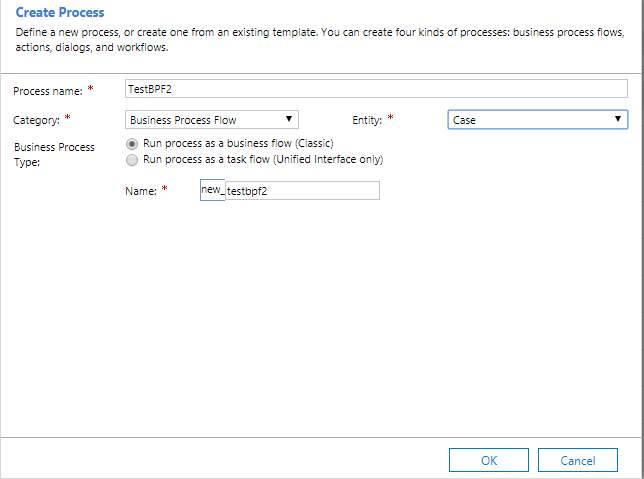 Create Process
Define a new process, or create one from an existing template. You can create four kinds of processes: business process flows,
actions, dialogs, and workflows.
Process name: * TestBPF2
Category: * Business Process Flow Entity: * Case
Business Process Type: Run process as a business flow (Classic)
Run process as a task flow (Unified Interface only)
Name: * new_ testbpf2
OK Cancel